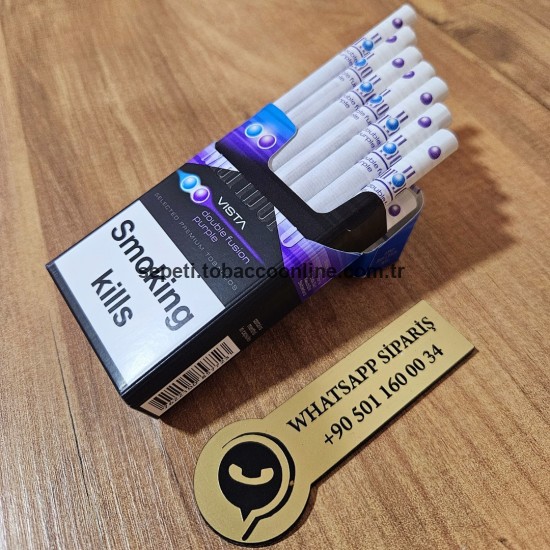 VISTA
double fusion
purple
SELECTED PREMIUM TOBACCOS
Smoking
kills
sepeti.tobaccoonline.com.tr
WHATSAPP SİPARİŞ
+90 501 160 00 34